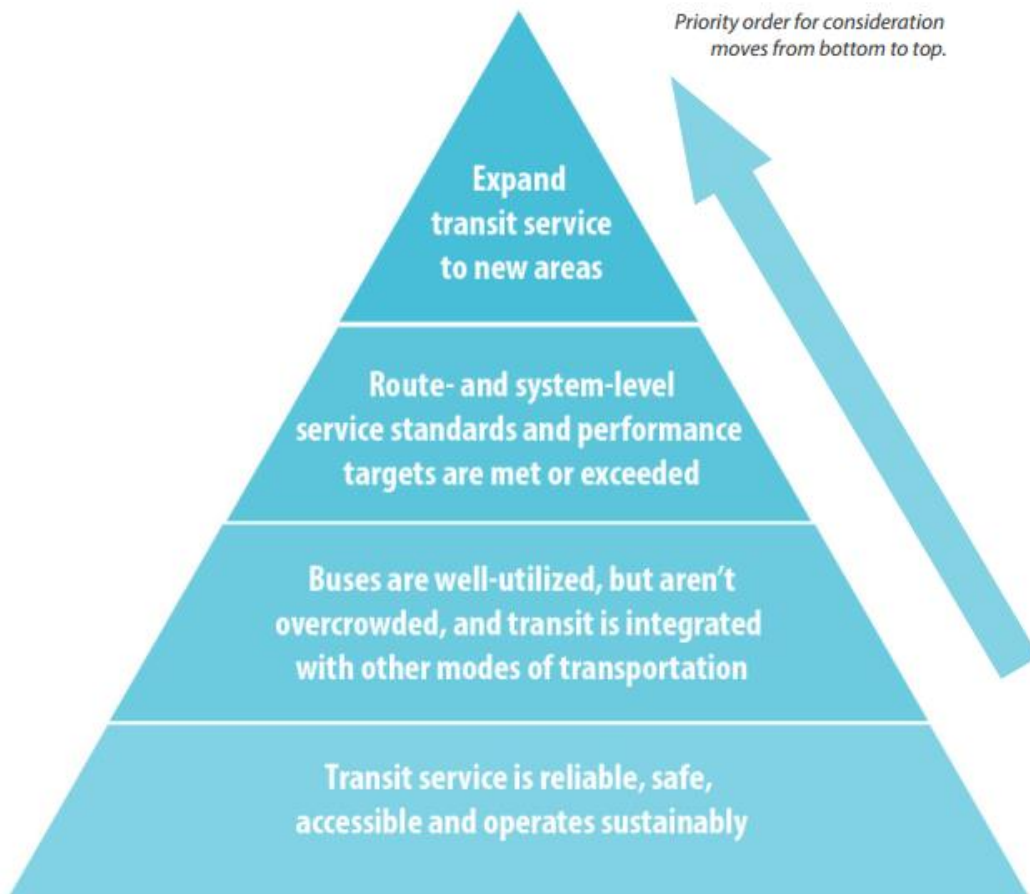 Priority order for consideration
moves from bottom to top.
Expand
transit service
to new areas
Route- and system-level
service standards and performance
targets are met or exceeded
Buses are well-utilized, but aren’t
overcrowded, and transit is integrated
with other modes of transportation
Transit service is reliable, safe,
accessible and operates sustainably